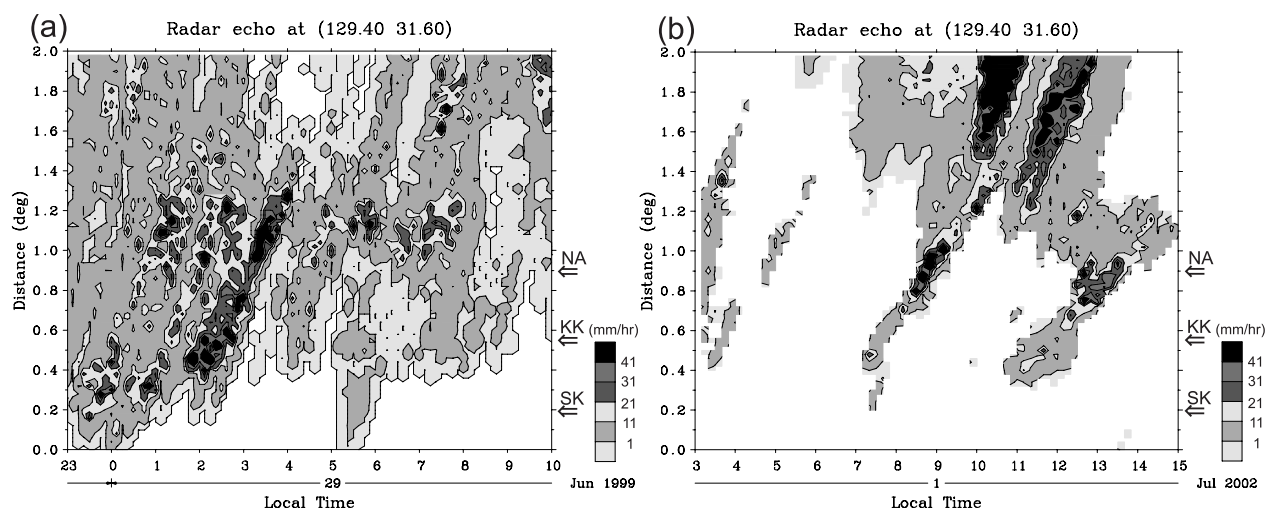 (a)
Radar echo at (129.40 31.60)
Distance (deg)
2.0
1.8
1.6
1.4
1.2
1.0
0.8
0.6
0.4
0.2
0.0
23 0 1 2 3 4 5 6 7 8 9 10
29
Jun 1999
Local Time
NA
KK
SK
(mm/hr)
41
31
21
11
1
(b)
Radar echo at (129.40 31.60)
Distance (deg)
2.0
1.8
1.6
1.4
1.2
1.0
0.8
0.6
0.4
0.2
0.0
3 4 5 6 7 8 9 10 11 12 13 14 15
1
Jul 2002
Local Time
NA
KK
SK
(mm/hr)
41
31
21
11
1